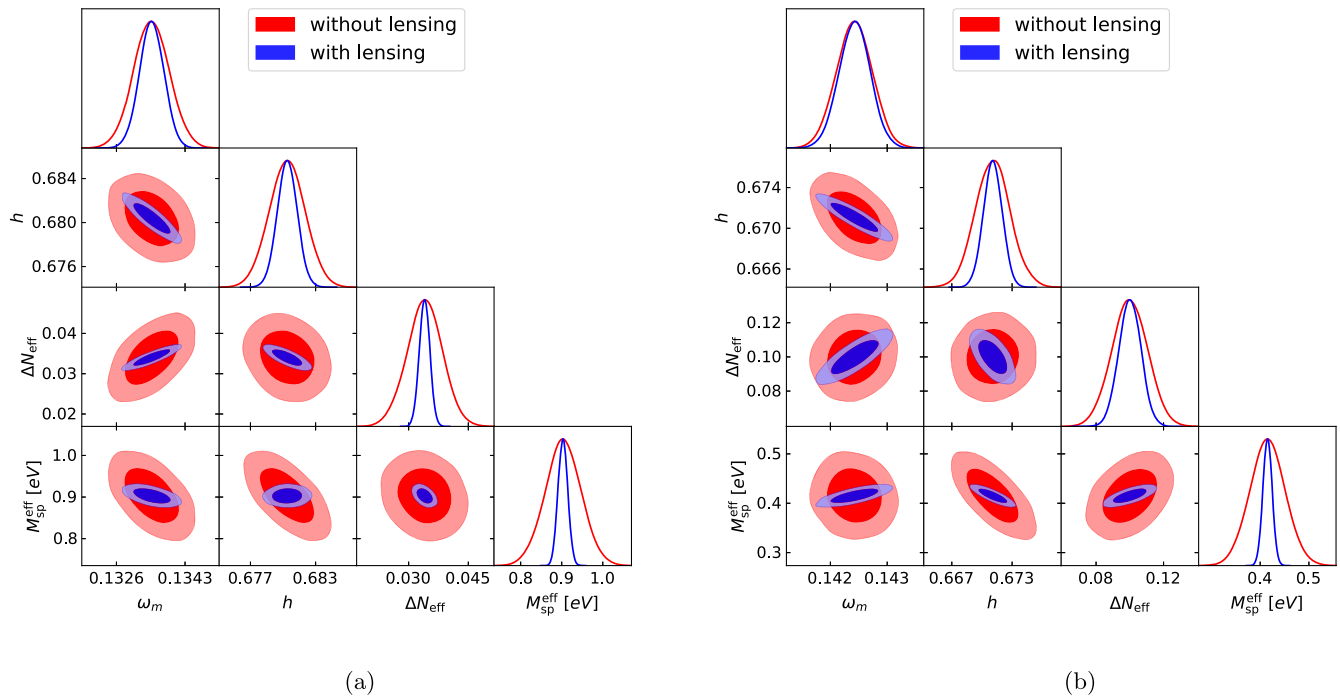 without lensing
with lensing
0.684
0.680
0.676
h
0.04
0.03
0.02
ΔN_eff
1.0
0.9
0.8
M_sp^eff [eV]
0.1326 0.1343
0.677 0.683
0.030 0.045
0.8 0.9 1.0
ω_m
h
ΔN_eff
M_sp^eff [eV]
(a)
without lensing
with lensing
0.674
0.670
0.666
h
0.12
0.10
0.08
ΔN_eff
0.5
0.4
0.3
M_sp^eff [eV]
0.142 0.143
0.667 0.673
0.08 0.12
0.4 0.5
ω_m
h
ΔN_eff
M_sp^eff [eV]
(b)